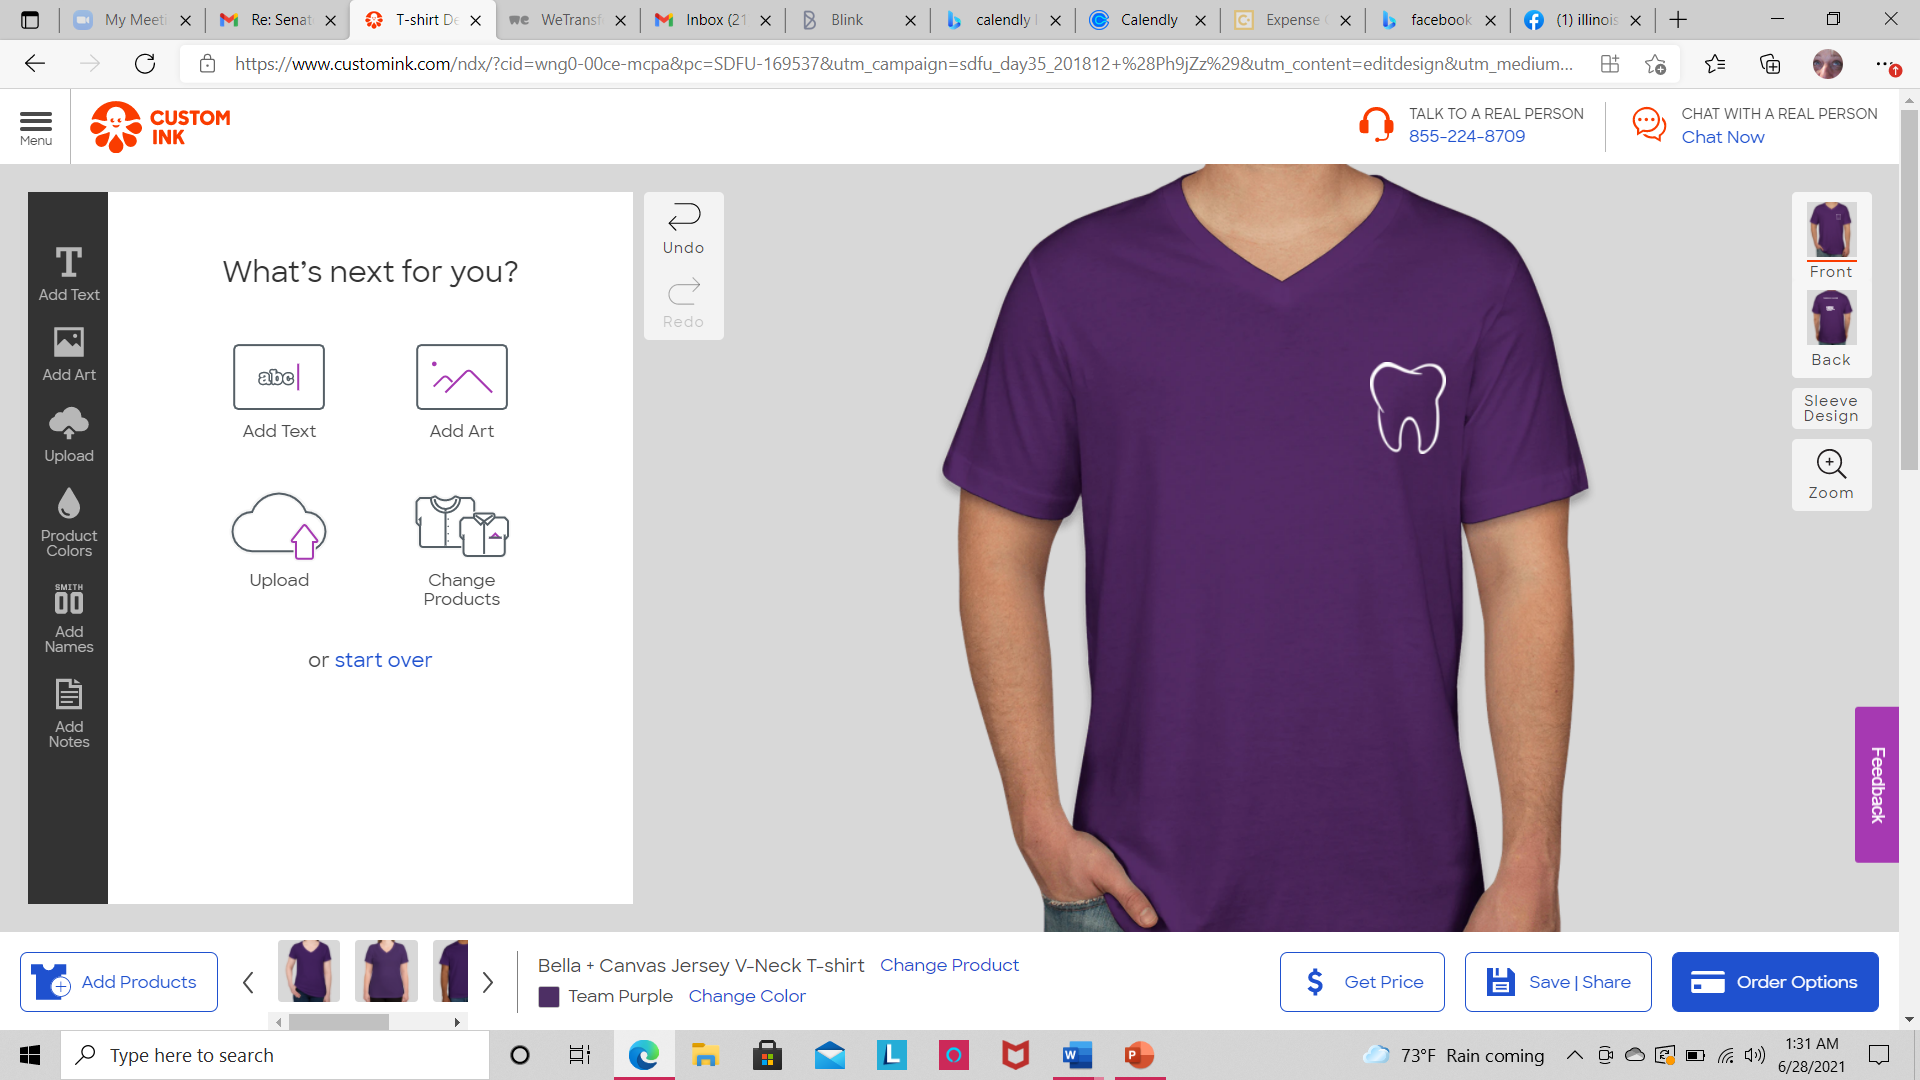 My Meeti
Re: Senat
T-shirt De
WeTransf
Inbox (21
Blink
calendly l
Calendly
Expense
facebook
(1) illinois
https://www.customink.com/ndx/?cid=wng0-00ce-mcpa&pc=SDFU-169537&utm_campaign=sdfu_day35_201812+%28Ph9jZz%29&utm_content=editdesign&utm_medium...
Menu
CUSTOM
INK
TALK TO A REAL PERSON
855-224-8709
CHAT WITH A REAL PERSON
Chat Now
Add Text
Add Art
Upload
Product
Colors
SMITH
00
Add
Names
Add
Notes
What's next for you?
abc
Add Text
Add Art
Upload
Change
Products
or start over
Undo
Redo
Front
Back
Sleeve
Design
Zoom
Feedback
Add Products
Bella + Canvas Jersey V-Neck T-shirt Change Product
Team Purple Change Color
$ Get Price
Save | Share
Order Options
Type here to search
73°F Rain coming
1:31 AM
6/28/2021